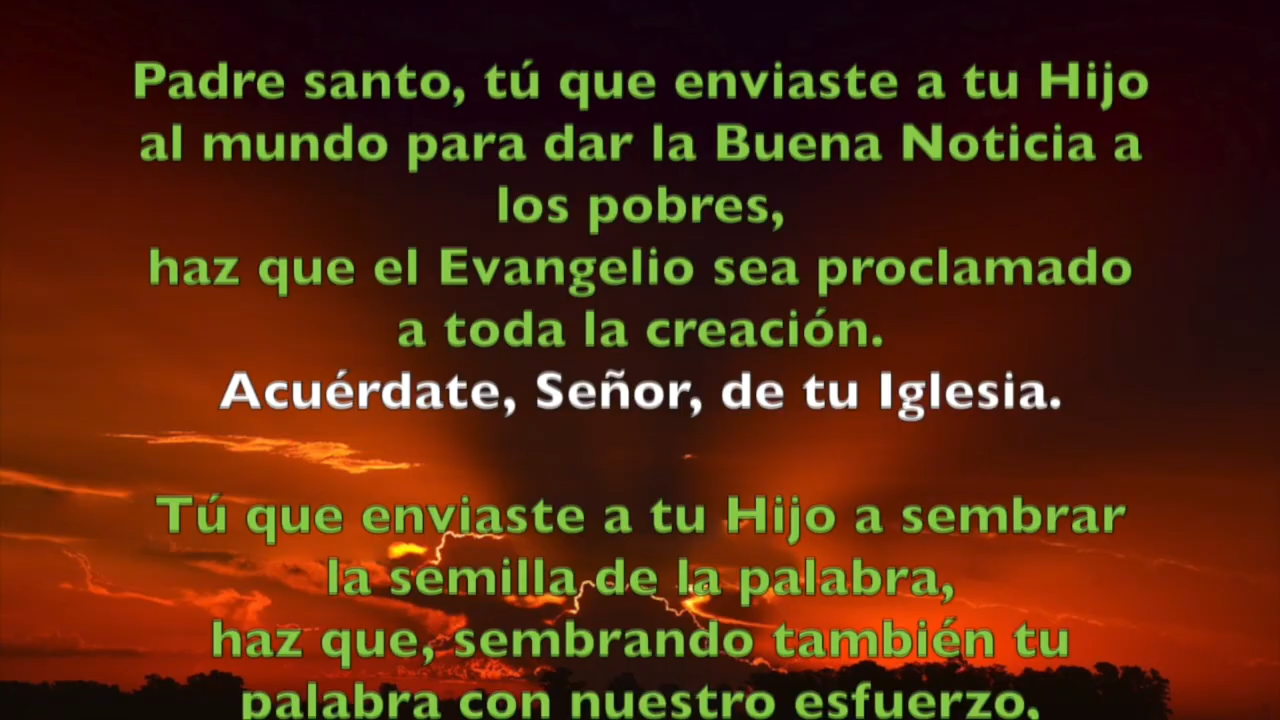 Padre santo, tú que enviaste a tu Hijo
al mundo para dar la Buena Noticia a
los pobres,
haz que el Evangelio sea proclamado
a toda la creación.
Acuérdate, Señor, de tu Iglesia.
Tú que enviaste a tu Hijo a sembrar
la semilla de la palabra,
haz que, sembrando también tu
palabra con nuestro esfuerzo,